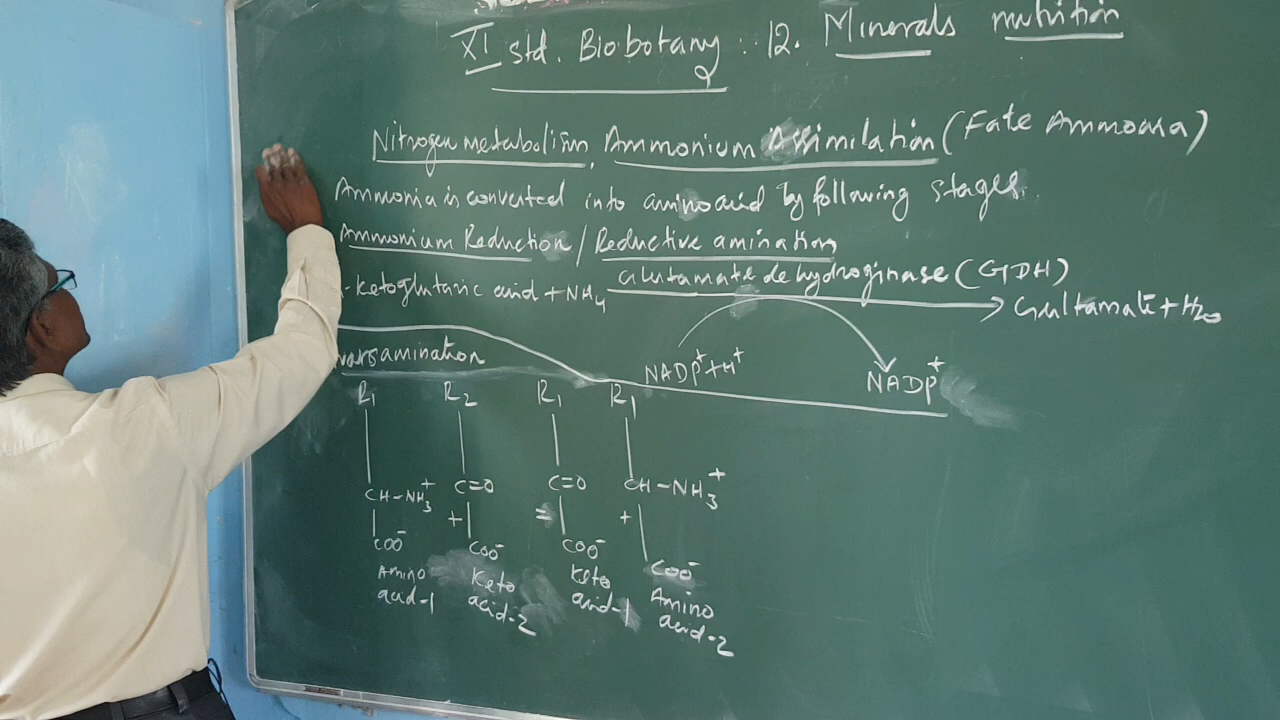 XI std. Biobotany : 12. Minerals nutrition
Nitrogen metabolism, Ammonium Assimilation (Fate Ammonia)
Ammonia is converted into amino acid by following stages.
Ammonium Reduction / Reductive amination
-ketoglutaric acid + NH4 Glutamate dehydroginase (GDH) → Glutamate + H2O
NADP⁺+H⁺ NADP⁺
ransamination
R1 R2 R1 R1
CH-NH3⁺ C=O C=O CH-NH3⁺
+ = +
COO⁻ COO⁻ COO⁻ COO⁻
Amino acid-1 Keto acid-2 Keto acid-1 Amino acid-2